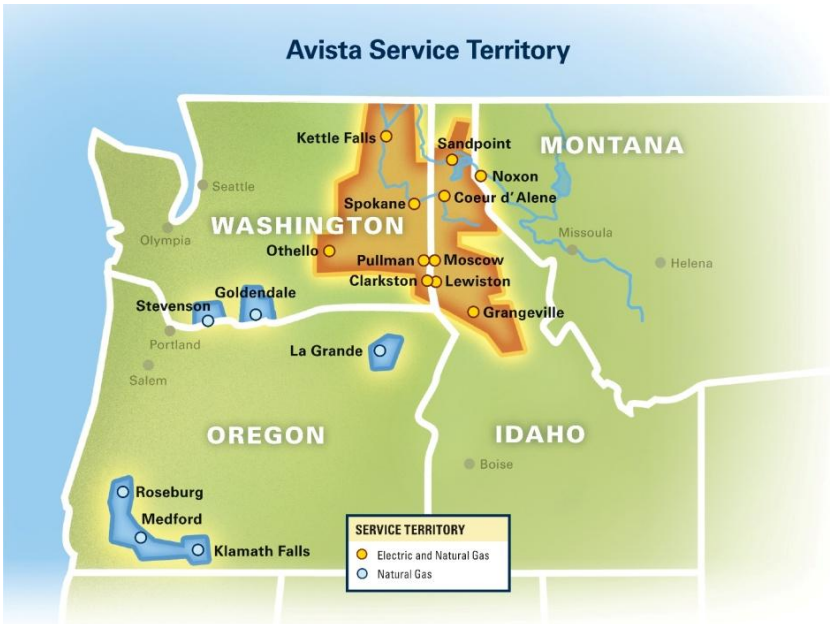 Avista Service Territory
Kettle Falls
Sandpoint
MONTANA
Noxon
Seattle
Coeur d'Alene
Spokane
WASHINGTON
Olympia
Missoula
Othello
Pullman
Moscow
Helena
Clarkston
Lewiston
Goldendale
Stevenson
Grangeville
Portland
La Grande
Salem
OREGON
IDAHO
Boise
Roseburg
Medford
Klamath Falls
SERVICE TERRITORY
Electric and Natural Gas
Natural Gas